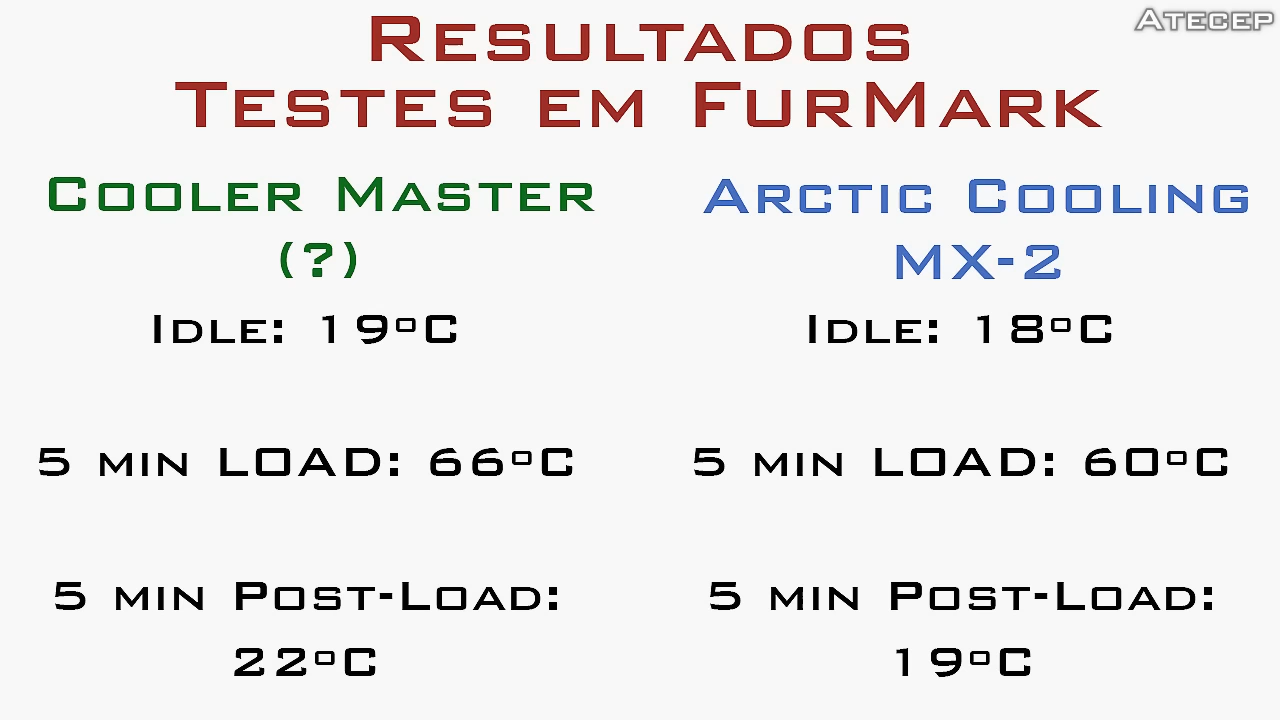 Atecep
Resultados
Testes em FurMark
Cooler Master
(?)
Idle: 19ºC
5 min LOAD: 66ºC
5 min Post-Load:
22ºC
Arctic Cooling
MX-2
Idle: 18ºC
5 min LOAD: 60ºC
5 min Post-Load:
19ºC